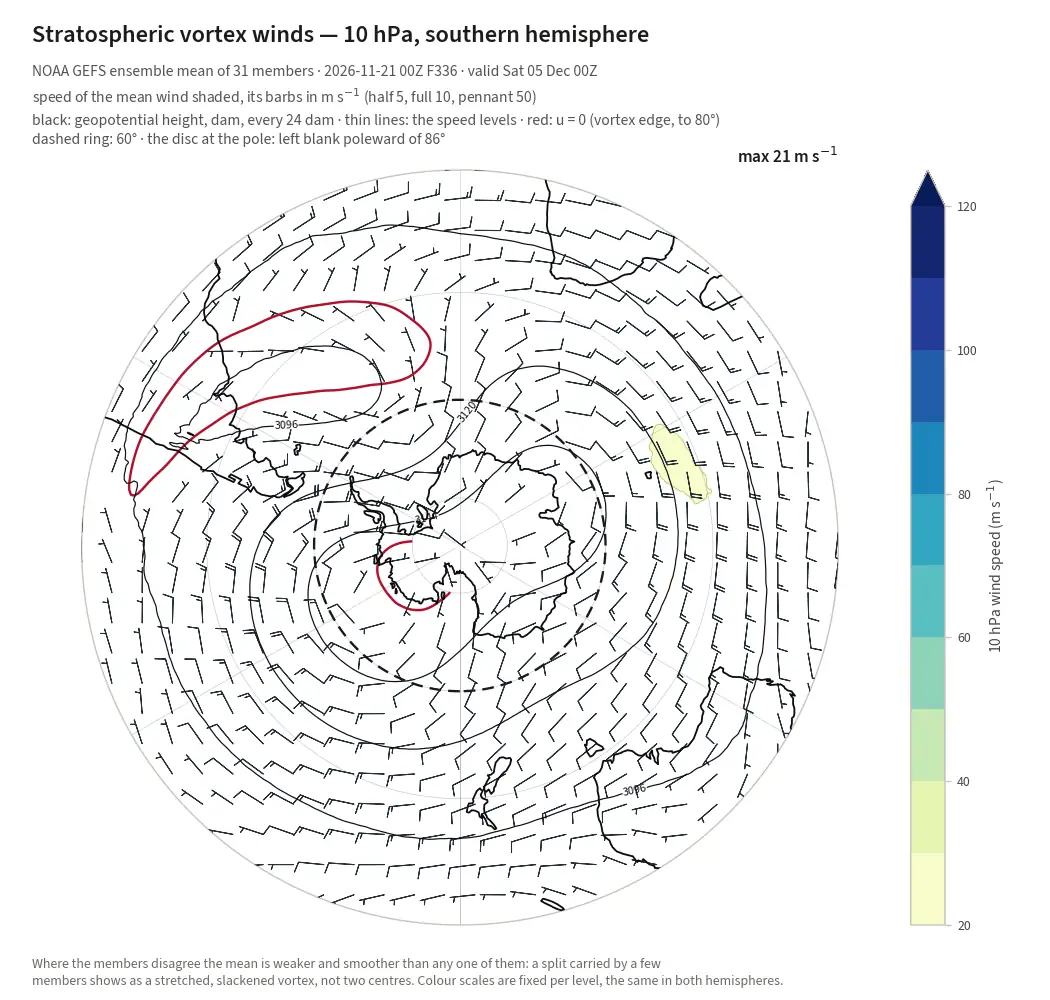 Stratospheric vortex winds — 10 hPa, southern hemisphere
NOAA GEFS ensemble mean of 31 members · 2026-11-21 00Z F336 · valid Sat 05 Dec 00Z
speed of the mean wind shaded, its barbs in m s⁻¹ (half 5, full 10, pennant 50)
black: geopotential height, dam, every 24 dam · thin lines: the speed levels · red: u = 0 (vortex edge, to 80°)
dashed ring: 60° · the disc at the pole: left blank poleward of 86°
max 21 m s⁻¹
120
100
80
60
40
20
10 hPa wind speed (m s⁻¹)
3120
3096
3096
Where the members disagree the mean is weaker and smoother than any one of them: a split carried by a few
members shows as a stretched, slackened vortex, not two centres. Colour scales are fixed per level, the same in both hemispheres.